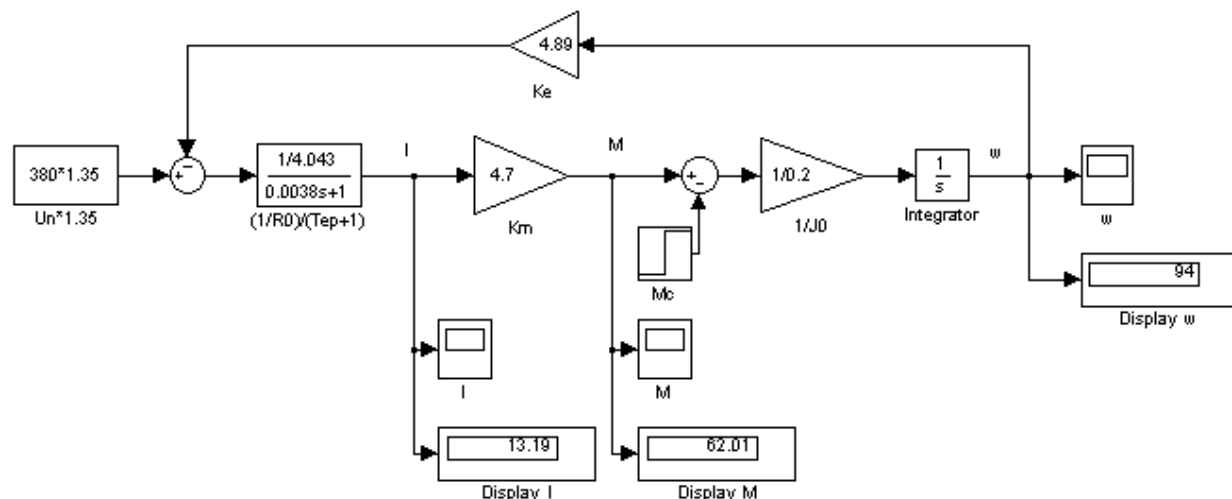 4.89
Ke
380*1.35
Un*1.35
1/4.043
0.0038s+1
(1/R0)/(Tep+1)
I
4.7
Km
M
1/0.2
1/J0
1
s
Integrator
w
w
Mc
94
Display w
I
M
13.19
Display I
62.01
Display M